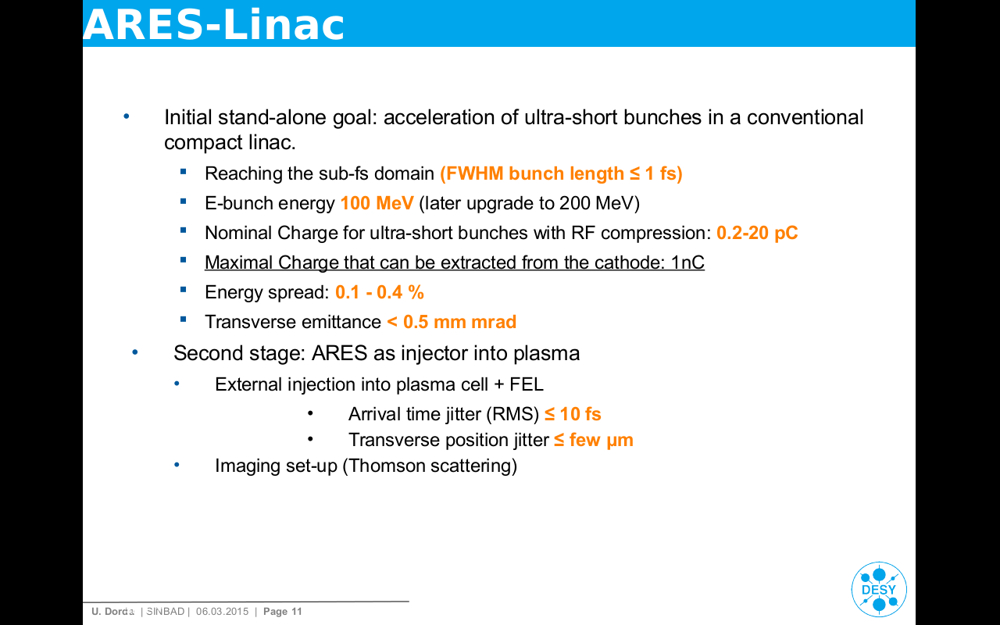 ARES-Linac
• Initial stand-alone goal: acceleration of ultra-short bunches in a conventional
compact linac.
▪ Reaching the sub-fs domain (FWHM bunch length ≤ 1 fs)
▪ E-bunch energy 100 MeV (later upgrade to 200 MeV)
▪ Nominal Charge for ultra-short bunches with RF compression: 0.2-20 pC
▪ Maximal Charge that can be extracted from the cathode: 1nC
▪ Energy spread: 0.1 - 0.4 %
▪ Transverse emittance < 0.5 mm mrad
• Second stage: ARES as injector into plasma
• External injection into plasma cell + FEL
• Arrival time jitter (RMS) ≤ 10 fs
• Transverse position jitter ≤ few µm
• Imaging set-up (Thomson scattering)
DESY
U. Dorda | SINBAD | 06.03.2015 | Page 11